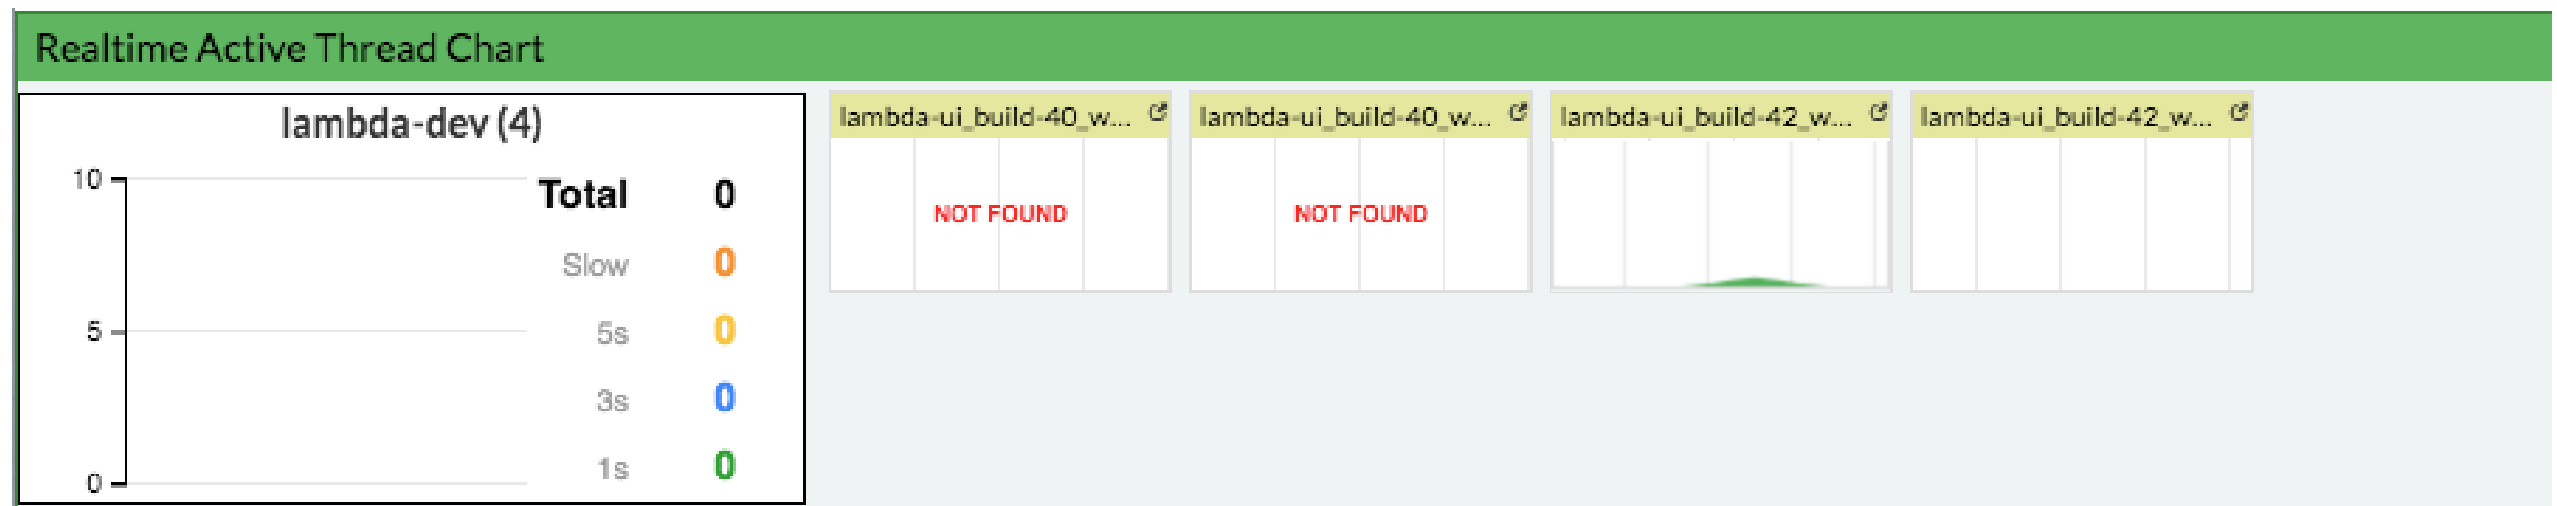 Realtime Active Thread Chart
lambda-dev (4)
10
5
0
Total 0
Slow 0
5s 0
3s 0
1s 0
lambda-ui_build-40_w...
NOT FOUND
lambda-ui_build-40_w...
NOT FOUND
lambda-ui_build-42_w...
lambda-ui_build-42_w...